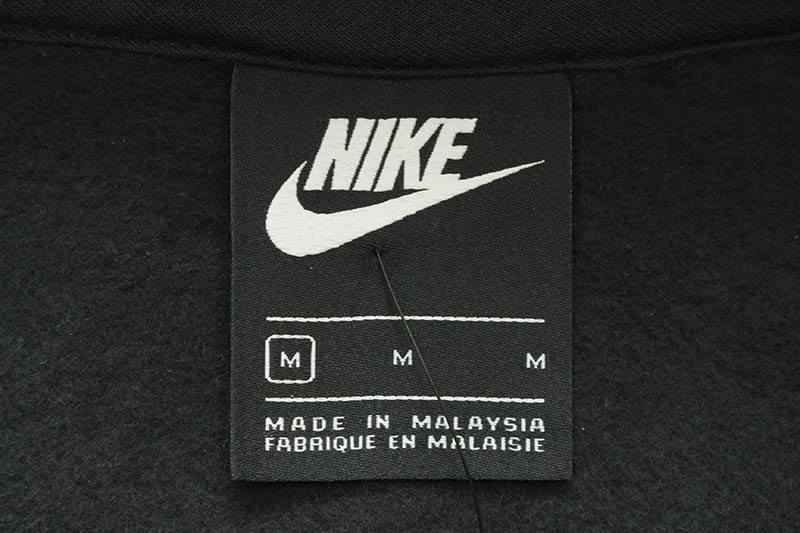 NIKE
M M M
MADE IN MALAYSIA
FABRIQUE EN MALAISIE